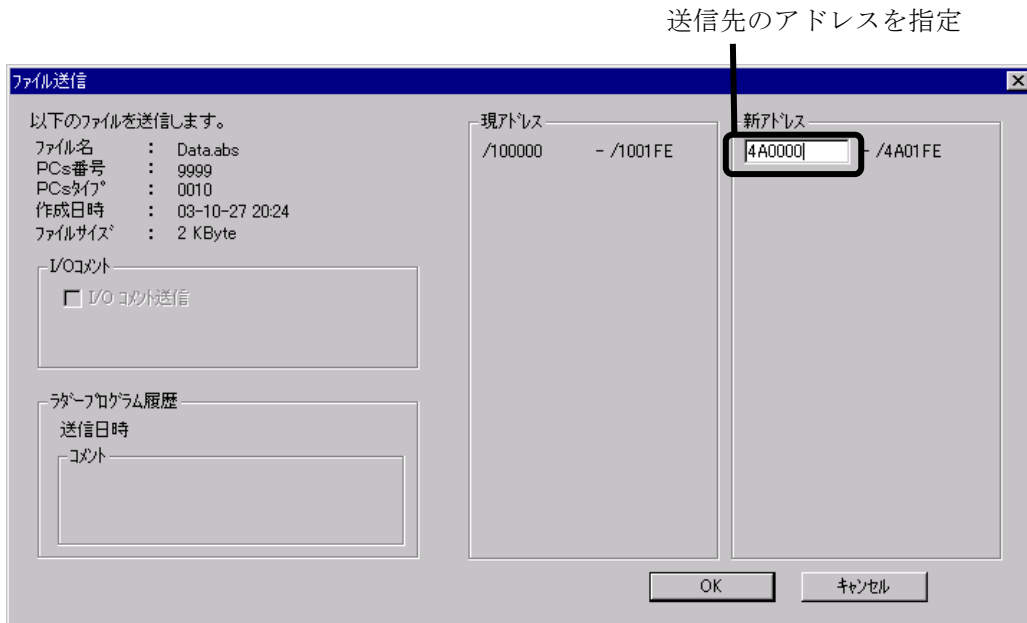 送信先のアドレスを指定
ファイル送信
以下のファイルを送信します。
ファイル名 : Data.abs
PCs番号 : 9999
PCsタイプ : 0010
作成日時 : 03-10-27 20:24
ファイルサイズ : 2 KByte
I/Oコメント
I/O コメント送信
ラダープログラム履歴
送信日時
コメント
現アドレス
/100000 - /1001FE
新アドレス
4A0000 - /4A01FE
OK
キャンセル